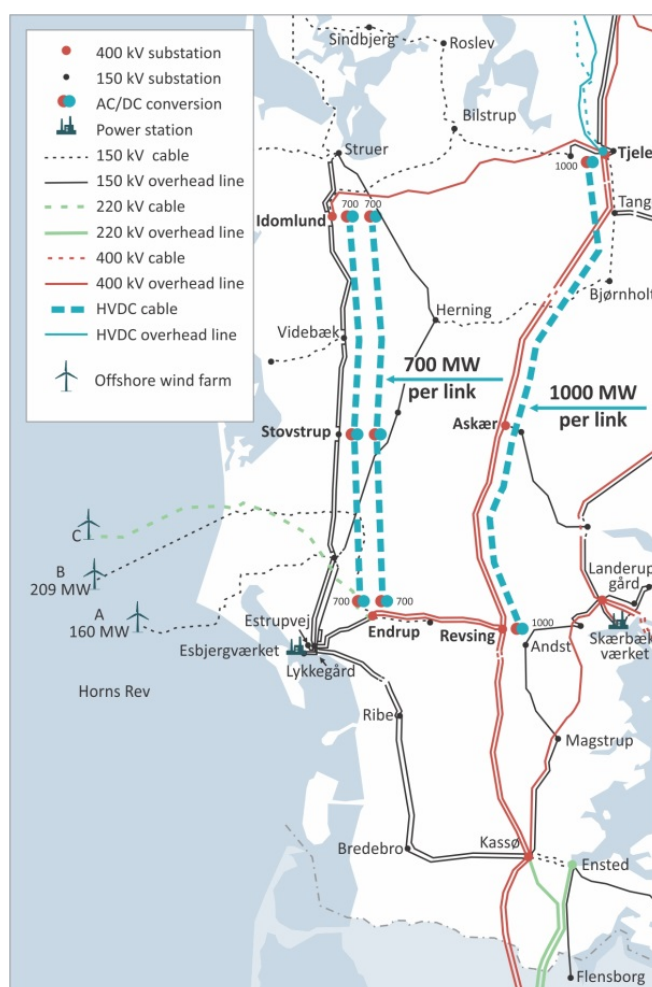 400 kV substation
150 kV substation
AC/DC conversion
Power station
150 kV cable
150 kV overhead line
220 kV cable
220 kV overhead line
400 kV cable
400 kV overhead line
HVDC cable
HVDC overhead line
Offshore wind farm
Sindbjerg
Roslev
Bilstrup
Struer
1000
Tjele
Tang
700
700
Idomlund
Bjørnholt
Herning
Videbæk
700 MW
per link
1000 MW
per link
Askær
Stovstrup
C
B
209 MW
A
160 MW
Landerup
gård
700
700
Estrupvej
Endrup
Revsing
1000
Andst
Skærbæk
værket
Esbjergværket
Lykkegård
Horns Rev
Ribe
Magstrup
Kassø
Bredebro
Ensted
Flensborg